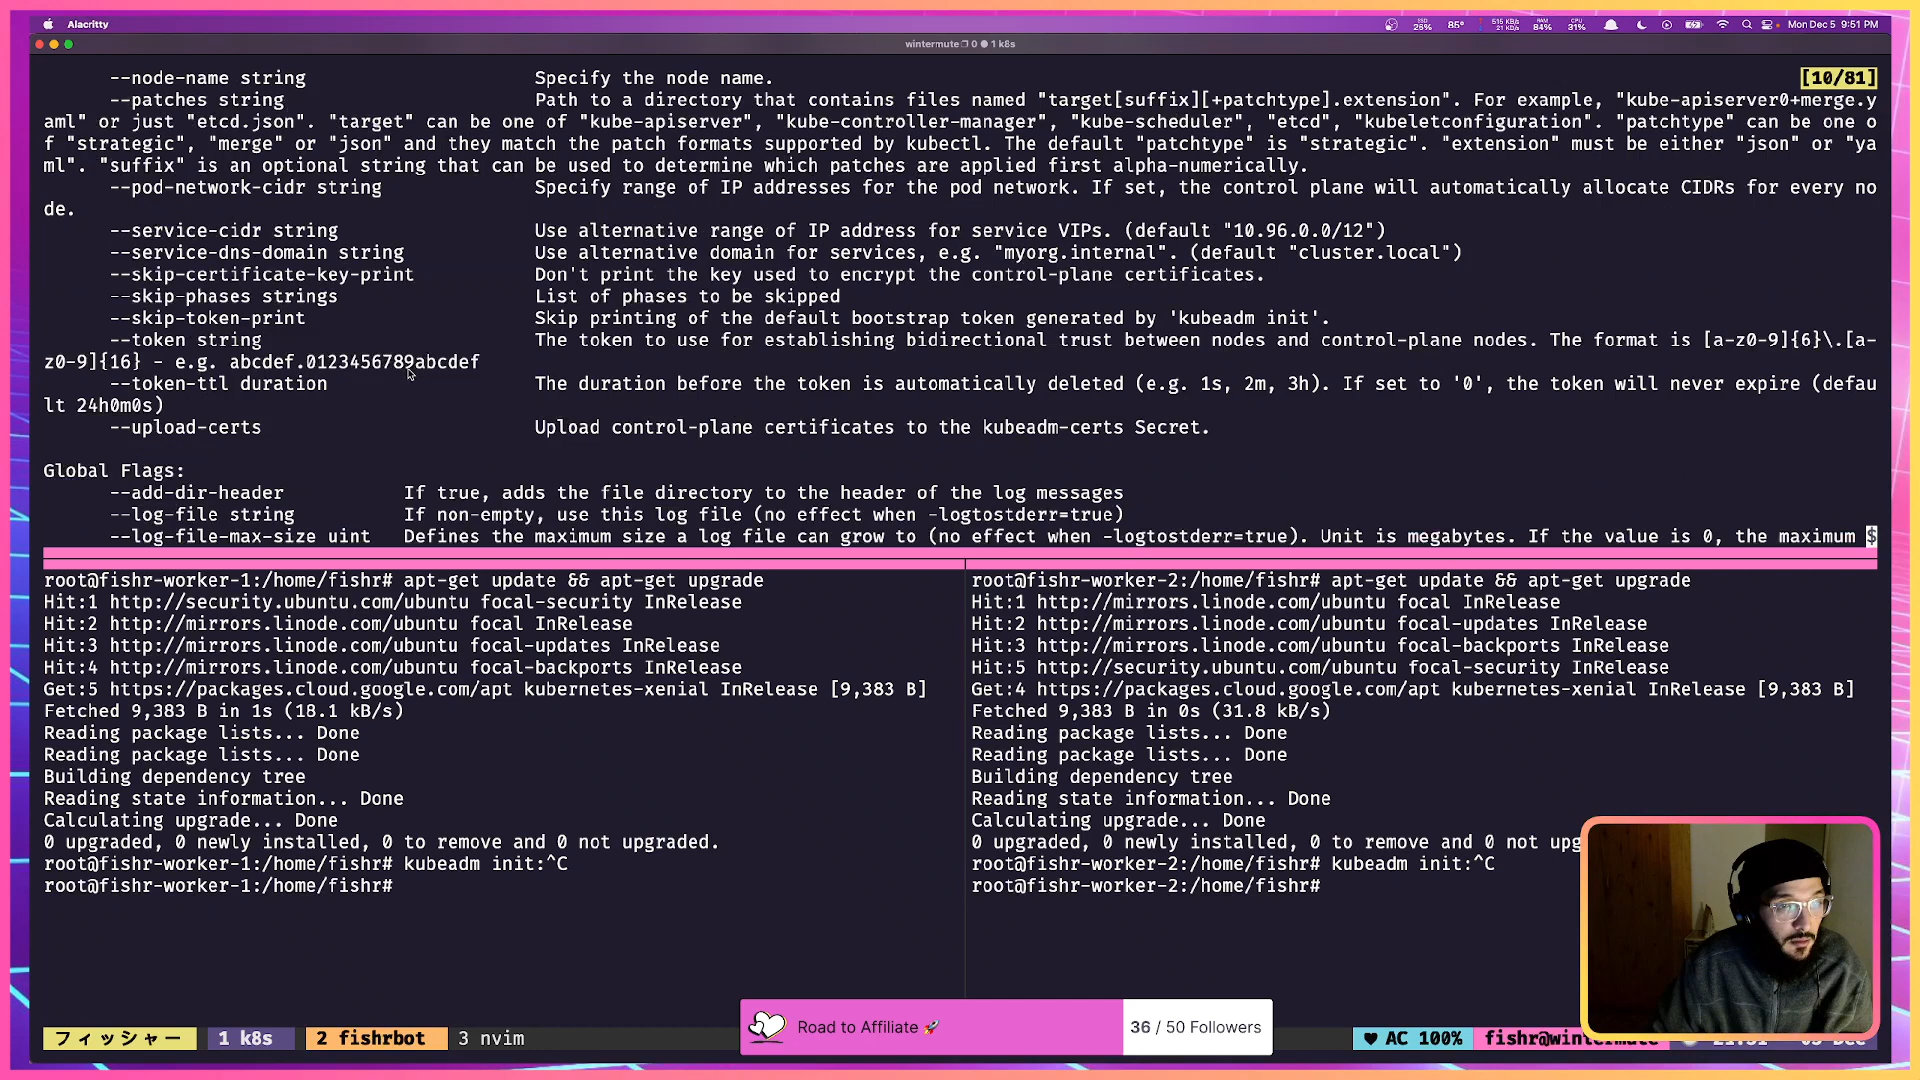 Alacritty
SSD 26% 85° 515 KB/s 21 KB/s RAM 84% CPU 31% Mon Dec 5 9:51 PM
wintermute 0 ● 1 k8s
--node-name string Specify the node name. [10/81]
--patches string Path to a directory that contains files named "target[suffix][+patchtype].extension". For example, "kube-apiserver0+merge.y
aml" or just "etcd.json". "target" can be one of "kube-apiserver", "kube-controller-manager", "kube-scheduler", "etcd", "kubeletconfiguration". "patchtype" can be one o
f "strategic", "merge" or "json" and they match the patch formats supported by kubectl. The default "patchtype" is "strategic". "extension" must be either "json" or "ya
ml". "suffix" is an optional string that can be used to determine which patches are applied first alpha-numerically.
--pod-network-cidr string Specify range of IP addresses for the pod network. If set, the control plane will automatically allocate CIDRs for every no
de.
--service-cidr string Use alternative range of IP address for service VIPs. (default "10.96.0.0/12")
--service-dns-domain string Use alternative domain for services, e.g. "myorg.internal". (default "cluster.local")
--skip-certificate-key-print Don't print the key used to encrypt the control-plane certificates.
--skip-phases strings List of phases to be skipped
--skip-token-print Skip printing of the default bootstrap token generated by 'kubeadm init'.
--token string The token to use for establishing bidirectional trust between nodes and control-plane nodes. The format is [a-z0-9]{6}\.[a-
z0-9]{16} - e.g. abcdef.0123456789abcdef
--token-ttl duration The duration before the token is automatically deleted (e.g. 1s, 2m, 3h). If set to '0', the token will never expire (defau
lt 24h0m0s)
--upload-certs Upload control-plane certificates to the kubeadm-certs Secret.
Global Flags:
--add-dir-header If true, adds the file directory to the header of the log messages
--log-file string If non-empty, use this log file (no effect when -logtostderr=true)
--log-file-max-size uint Defines the maximum size a log file can grow to (no effect when -logtostderr=true). Unit is megabytes. If the value is 0, the maximum $
root@fishr-worker-1:/home/fishr# apt-get update && apt-get upgrade
Hit:1 http://security.ubuntu.com/ubuntu focal-security InRelease
Hit:2 http://mirrors.linode.com/ubuntu focal InRelease
Hit:3 http://mirrors.linode.com/ubuntu focal-updates InRelease
Hit:4 http://mirrors.linode.com/ubuntu focal-backports InRelease
Get:5 https://packages.cloud.google.com/apt kubernetes-xenial InRelease [9,383 B]
Fetched 9,383 B in 1s (18.1 kB/s)
Reading package lists... Done
Reading package lists... Done
Building dependency tree
Reading state information... Done
Calculating upgrade... Done
0 upgraded, 0 newly installed, 0 to remove and 0 not upgraded.
root@fishr-worker-1:/home/fishr# kubeadm init:^C
root@fishr-worker-1:/home/fishr#
root@fishr-worker-2:/home/fishr# apt-get update && apt-get upgrade
Hit:1 http://mirrors.linode.com/ubuntu focal InRelease
Hit:2 http://mirrors.linode.com/ubuntu focal-updates InRelease
Hit:3 http://mirrors.linode.com/ubuntu focal-backports InRelease
Hit:5 http://security.ubuntu.com/ubuntu focal-security InRelease
Get:4 https://packages.cloud.google.com/apt kubernetes-xenial InRelease [9,383 B]
Fetched 9,383 B in 0s (31.8 kB/s)
Reading package lists... Done
Reading package lists... Done
Building dependency tree
Reading state information... Done
Calculating upgrade... Done
0 upgraded, 0 newly installed, 0 to remove and 0 not upg
root@fishr-worker-2:/home/fishr# kubeadm init:^C
root@fishr-worker-2:/home/fishr#
Road to Affiliate 🚀 36 / 50 Followers
フィッシャー 1 k8s 2 fishrbot 3 nvim ♥ AC 100%